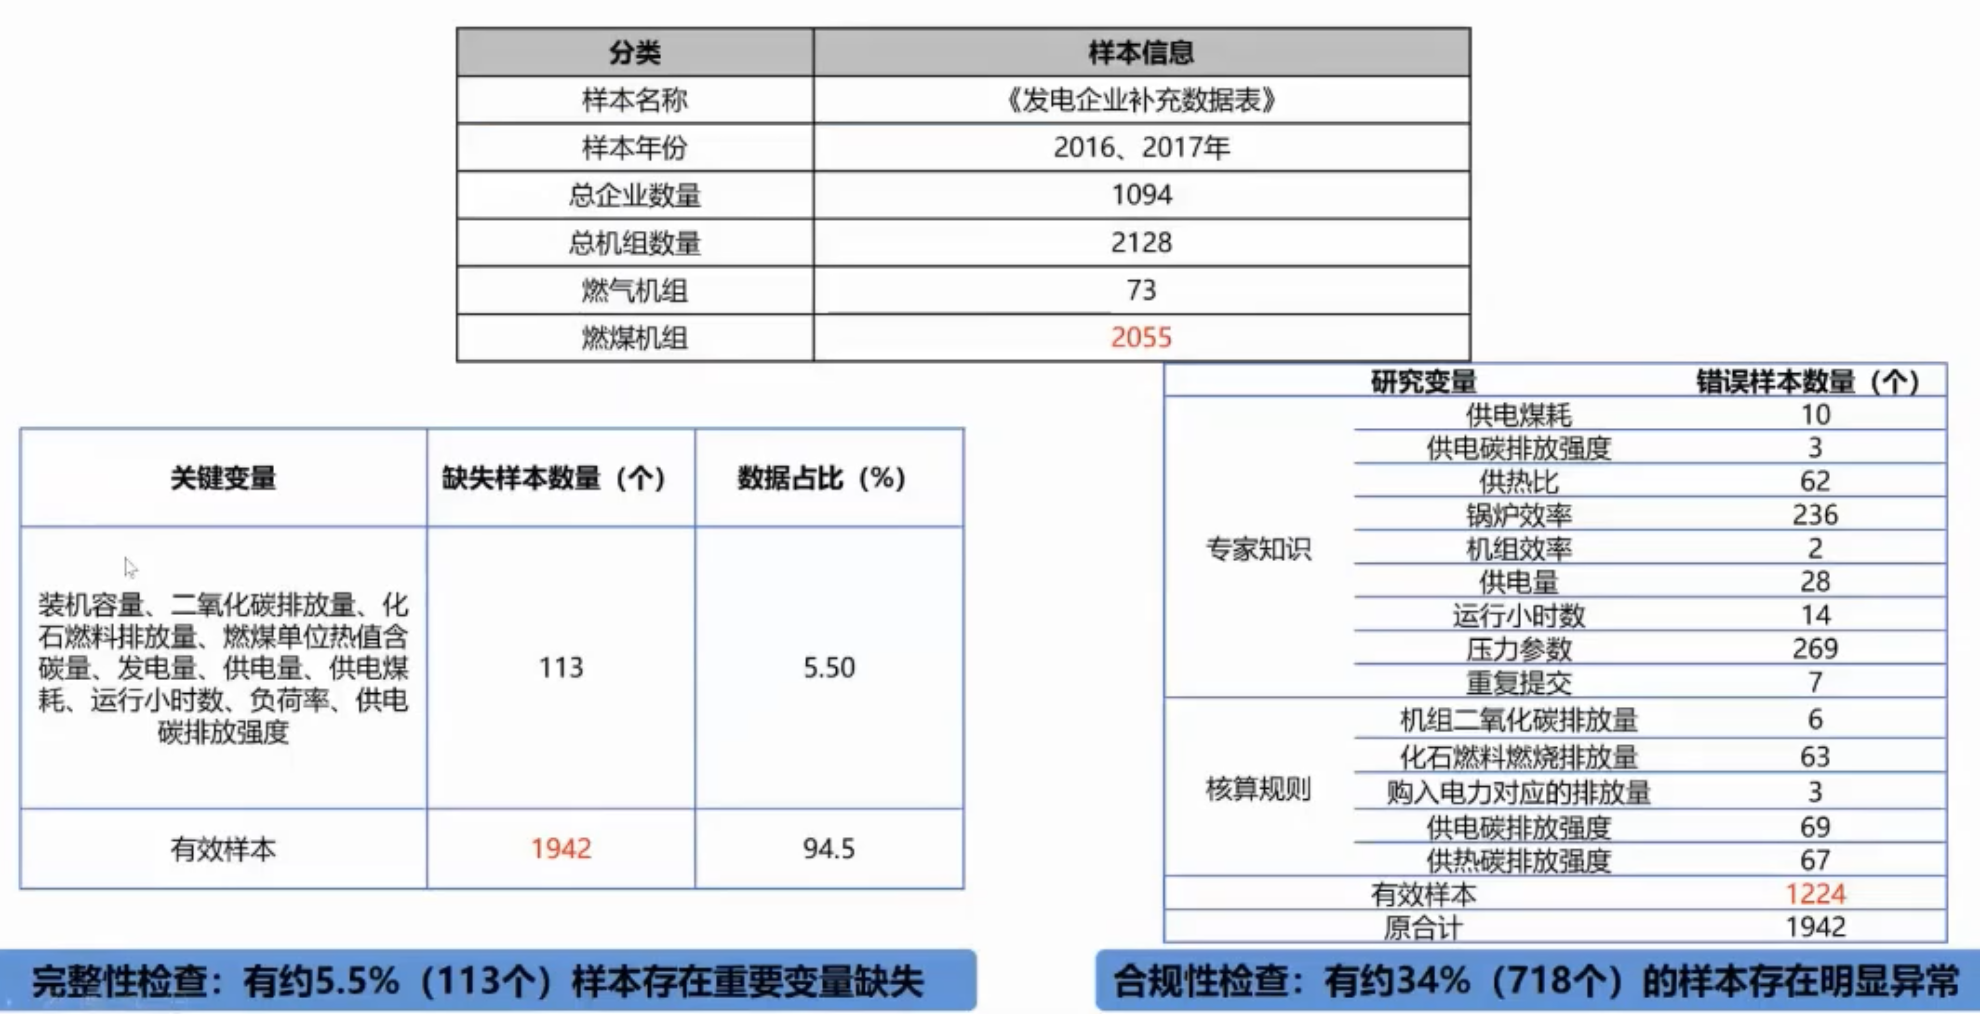 分类 样本信息
样本名称 《发电企业补充数据表》
样本年份 2016、2017年
总企业数量 1094
总机组数量 2128
燃气机组 73
燃煤机组 2055
关键变量 缺失样本数量（个） 数据占比（%）
装机容量、二氧化碳排放量、化
石燃料排放量、燃煤单位热值含
碳量、发电量、供电量、供电煤
耗、运行小时数、负荷率、供电
碳排放强度
113 5.50
有效样本 1942 94.5
完整性检查：有约5.5%（113个）样本存在重要变量缺失
研究变量 错误样本数量（个）
专家知识
供电煤耗 10
供电碳排放强度 3
供热比 62
锅炉效率 236
机组效率 2
供电量 28
运行小时数 14
压力参数 269
重复提交 7
核算规则
机组二氧化碳排放量 6
化石燃料燃烧排放量 63
购入电力对应的排放量 3
供电碳排放强度 69
供热碳排放强度 67
有效样本 1224
原合计 1942
合规性检查：有约34%（718个）的样本存在明显异常